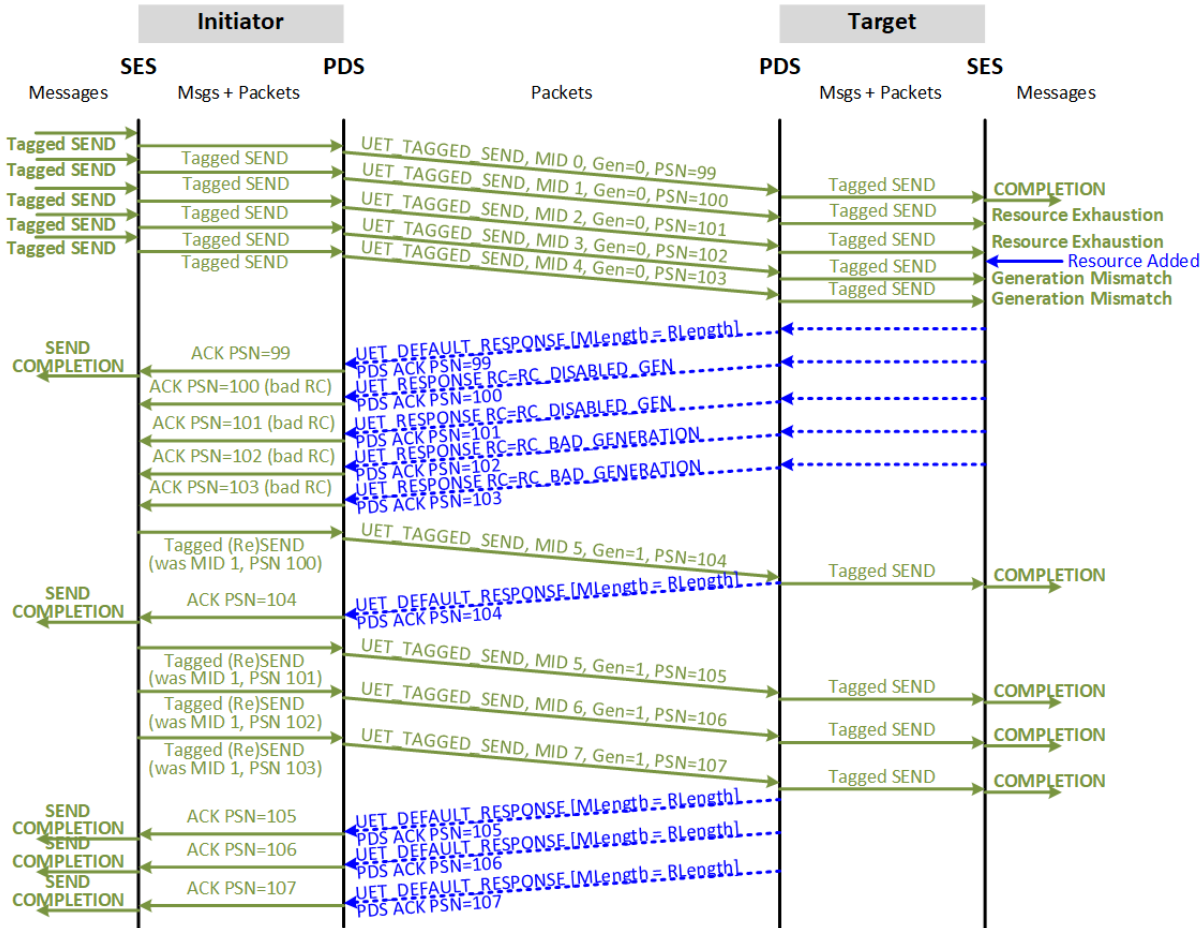 Initiator
Target
SES
PDS
PDS
SES
Messages
Msgs + Packets
Packets
Msgs + Packets
Messages
Tagged SEND
Tagged SEND
Tagged SEND
Tagged SEND
Tagged SEND
Tagged SEND
Tagged SEND
Tagged SEND
Tagged SEND
Tagged SEND
UET_TAGGED_SEND, MID 0, Gen=0, PSN=99
UET_TAGGED_SEND, MID 1, Gen=0, PSN=100
UET_TAGGED_SEND, MID 2, Gen=0, PSN=101
UET_TAGGED_SEND, MID 3, Gen=0, PSN=102
UET_TAGGED_SEND, MID 4, Gen=0, PSN=103
Tagged SEND
Tagged SEND
Tagged SEND
Tagged SEND
Tagged SEND
COMPLETION
Resource Exhaustion
Resource Exhaustion
Resource Added
Generation Mismatch
Generation Mismatch
SEND
COMPLETION
ACK PSN=99
ACK PSN=100 (bad RC)
ACK PSN=101 (bad RC)
ACK PSN=102 (bad RC)
ACK PSN=103 (bad RC)
UET_DEFAULT_RESPONSE [MLength = RLength]
PDS ACK PSN=99
UET_RESPONSE RC=RC_DISABLED_GEN
PDS ACK PSN=100
UET_RESPONSE RC=RC_DISABLED_GEN
PDS ACK PSN=101
UET_RESPONSE RC=RC_BAD_GENERATION
PDS ACK PSN=102
UET_RESPONSE RC=RC_BAD_GENERATION
PDS ACK PSN=103
Tagged (Re)SEND
(was MID 1, PSN 100)
UET_TAGGED_SEND, MID 5, Gen=1, PSN=104
Tagged SEND
COMPLETION
SEND
COMPLETION
ACK PSN=104
UET_DEFAULT_RESPONSE [MLength = RLength]
PDS ACK PSN=104
Tagged (Re)SEND
(was MID 1, PSN 101)
Tagged (Re)SEND
(was MID 1, PSN 102)
Tagged (Re)SEND
(was MID 1, PSN 103)
UET_TAGGED_SEND, MID 5, Gen=1, PSN=105
UET_TAGGED_SEND, MID 6, Gen=1, PSN=106
UET_TAGGED_SEND, MID 7, Gen=1, PSN=107
Tagged SEND
COMPLETION
Tagged SEND
COMPLETION
Tagged SEND
COMPLETION
SEND
COMPLETION
SEND
COMPLETION
SEND
COMPLETION
ACK PSN=105
ACK PSN=106
ACK PSN=107
UET_DEFAULT_RESPONSE [MLength = RLength]
PDS ACK PSN=105
UET_DEFAULT_RESPONSE [MLength = RLength]
PDS ACK PSN=106
UET_DEFAULT_RESPONSE [MLength = RLength]
PDS ACK PSN=107